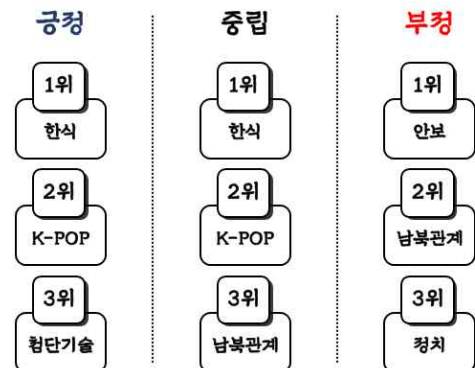 긍정 중립 부정
1위 1위 1위
한식 한식 안보
2위 2위 2위
K-POP K-POP 남북관계
3위 3위 3위
첨단기술 남북관계 정치